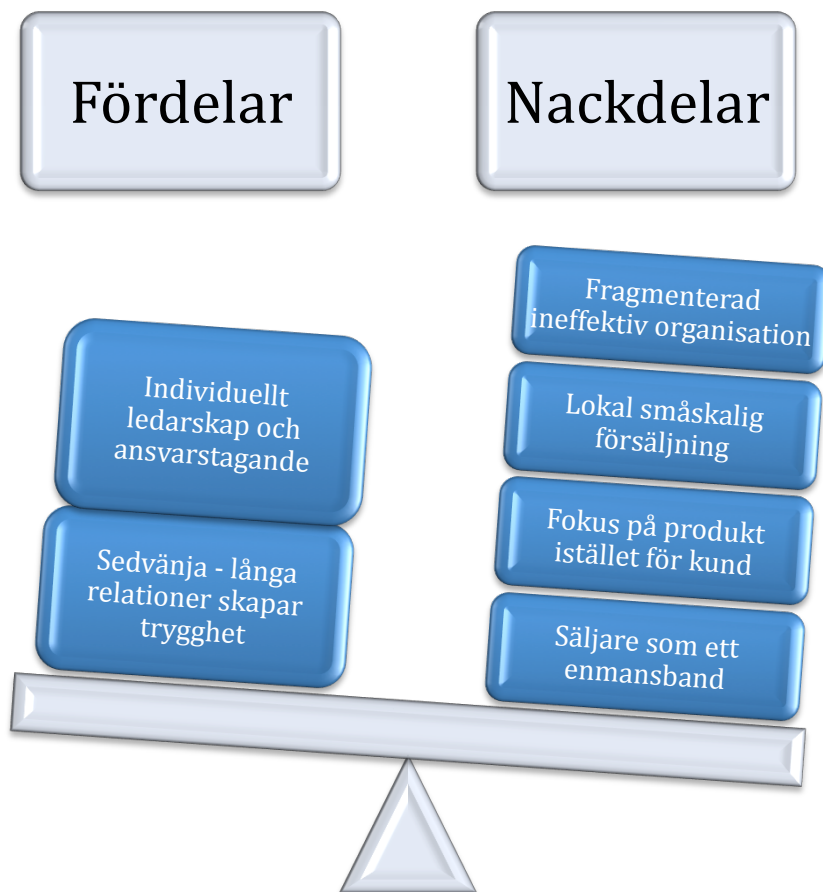 Fördelar
Nackdelar
Individuellt
ledarskap och
ansvarstagande
Sedvänja - långa
relationer skapar
trygghet
Fragmenterad
ineffektiv organisation
Lokal småskalig
försäljning
Fokus på produkt
istället för kund
Säljare som ett
enmansband